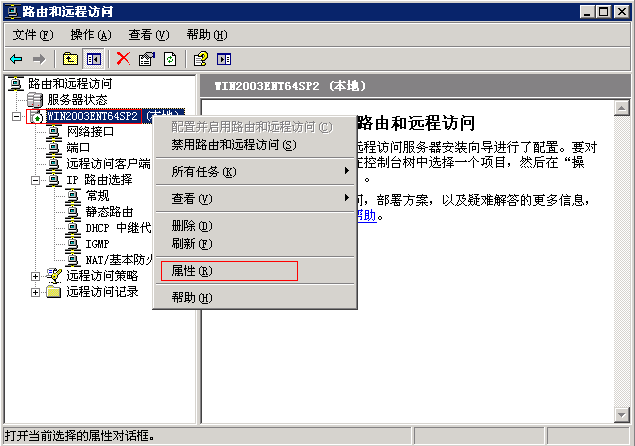 路由和远程访问
文件(F) 操作(A) 查看(V) 帮助(H)
路由和远程访问
服务器状态
WIN2003ENT64SP2 (本地)
网络接口
端口
远程访问客户端
IP 路由选择
常规
静态路由
DHCP 中继代
IGMP
NAT/基本防火
远程访问策略
远程访问记录
配置并启用路由和远程访问(C)
禁用路由和远程访问(S)
所有任务(K)
查看(V)
删除(D)
刷新(F)
属性(R)
帮助(H)
WIN2003ENT64SP2 (本地)
路由和远程访问
远程访问服务器安装向导进行了配置。要对
在控制台树中选择一个项目，然后在“操
。
，部署方案，以及疑难解答的更多信息，
帮助。
打开当前选择的属性对话框。